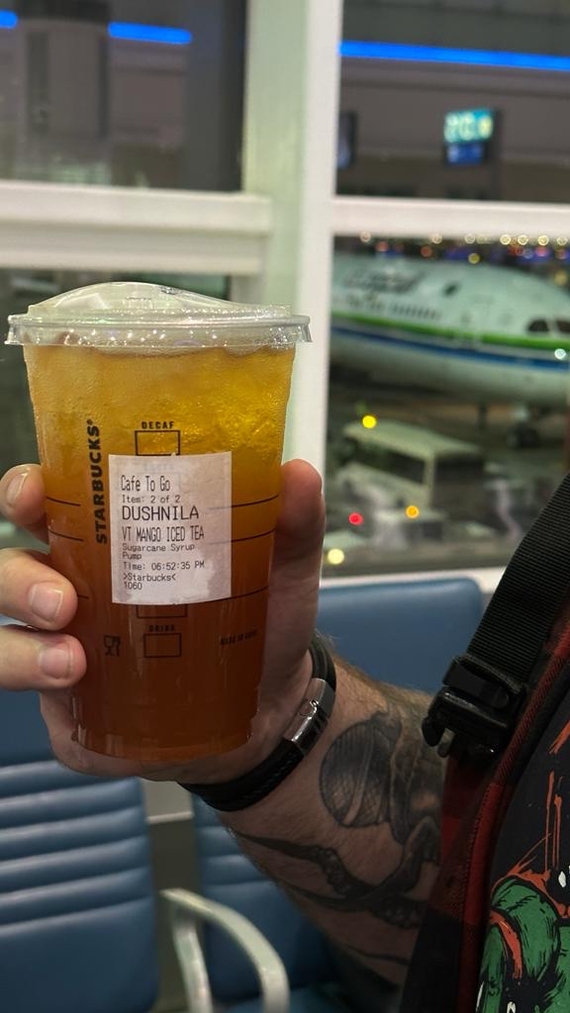 DECAF
STARBUCKS®
Cafe To Go
Item: 2 of 2
DUSHNILA
VT MANGO ICED TEA
Sugarcane Syrup
Pump
Time: 06:52:35 PM
>Starbucks<
1060
DRINK